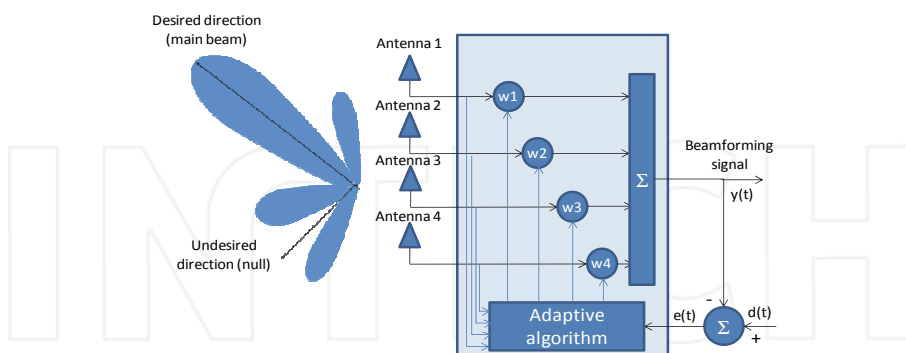 Desired direction
(main beam)
Undesired
direction (null)
Antenna 1
Antenna 2
Antenna 3
Antenna 4
w1
w2
w3
w4
Σ
Adaptive
algorithm
Beamforming
signal
y(t)
-
Σ
e(t)
d(t)
+
INTECH